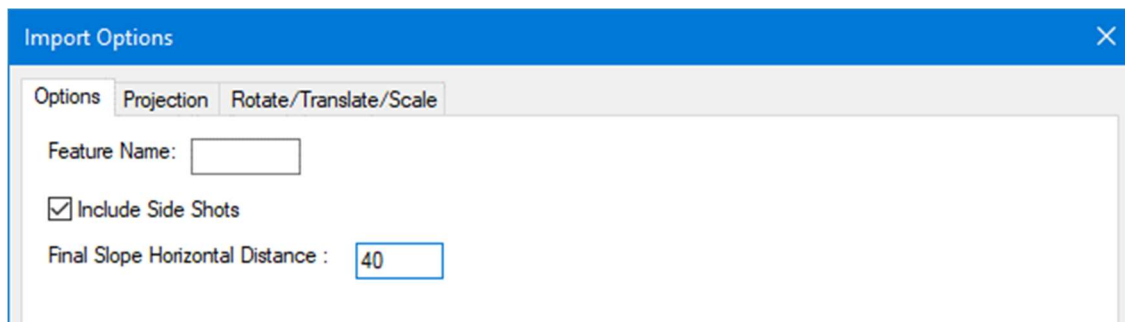 Import Options
Options Projection Rotate/Translate/Scale
Feature Name:
Include Side Shots
Final Slope Horizontal Distance : 40